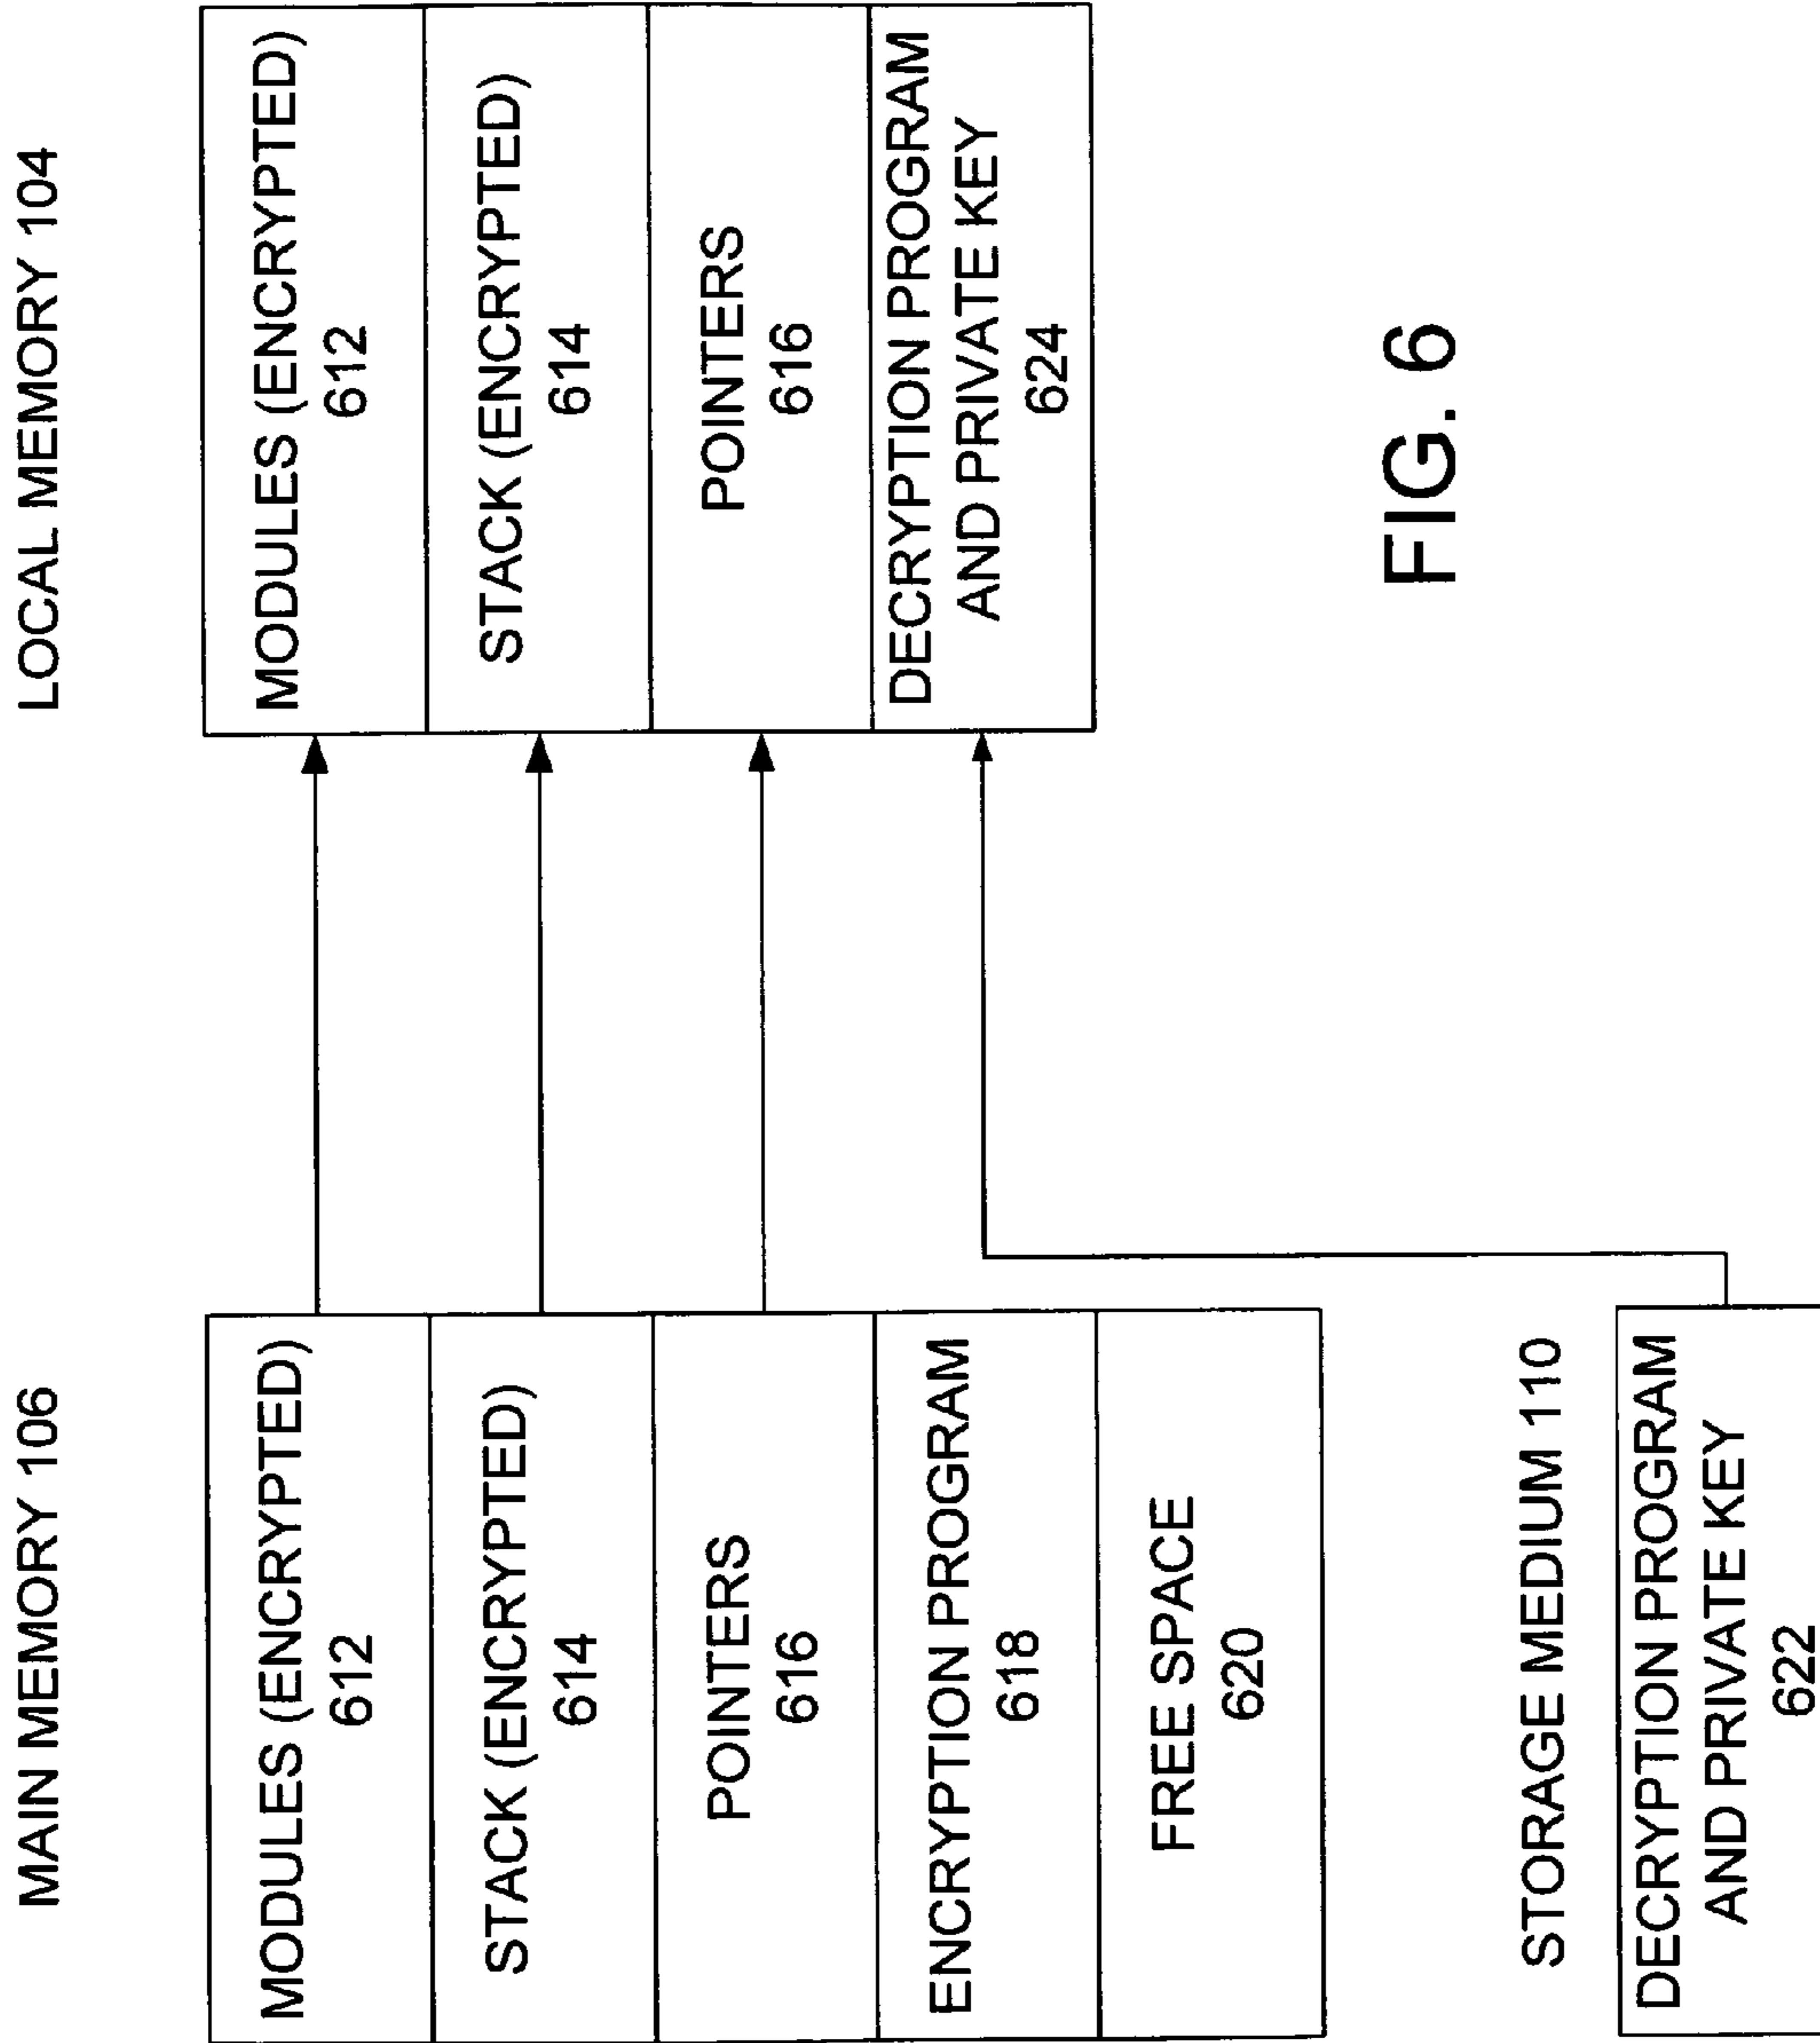 MAIN MEMORY 106
MODULES (ENCRYPTED)
612
STACK (ENCRYPTED)
614
POINTERS
616
ENCRYPTION PROGRAM
618
FREE SPACE
620
STORAGE MEDIUM 110
DECRYPTION PROGRAM
AND PRIVATE KEY
622
LOCAL MEMORY 104
MODULES (ENCRYPTED)
612
STACK (ENCRYPTED)
614
POINTERS
616
DECRYPTION PROGRAM
AND PRIVATE KEY
624
FIG. 6